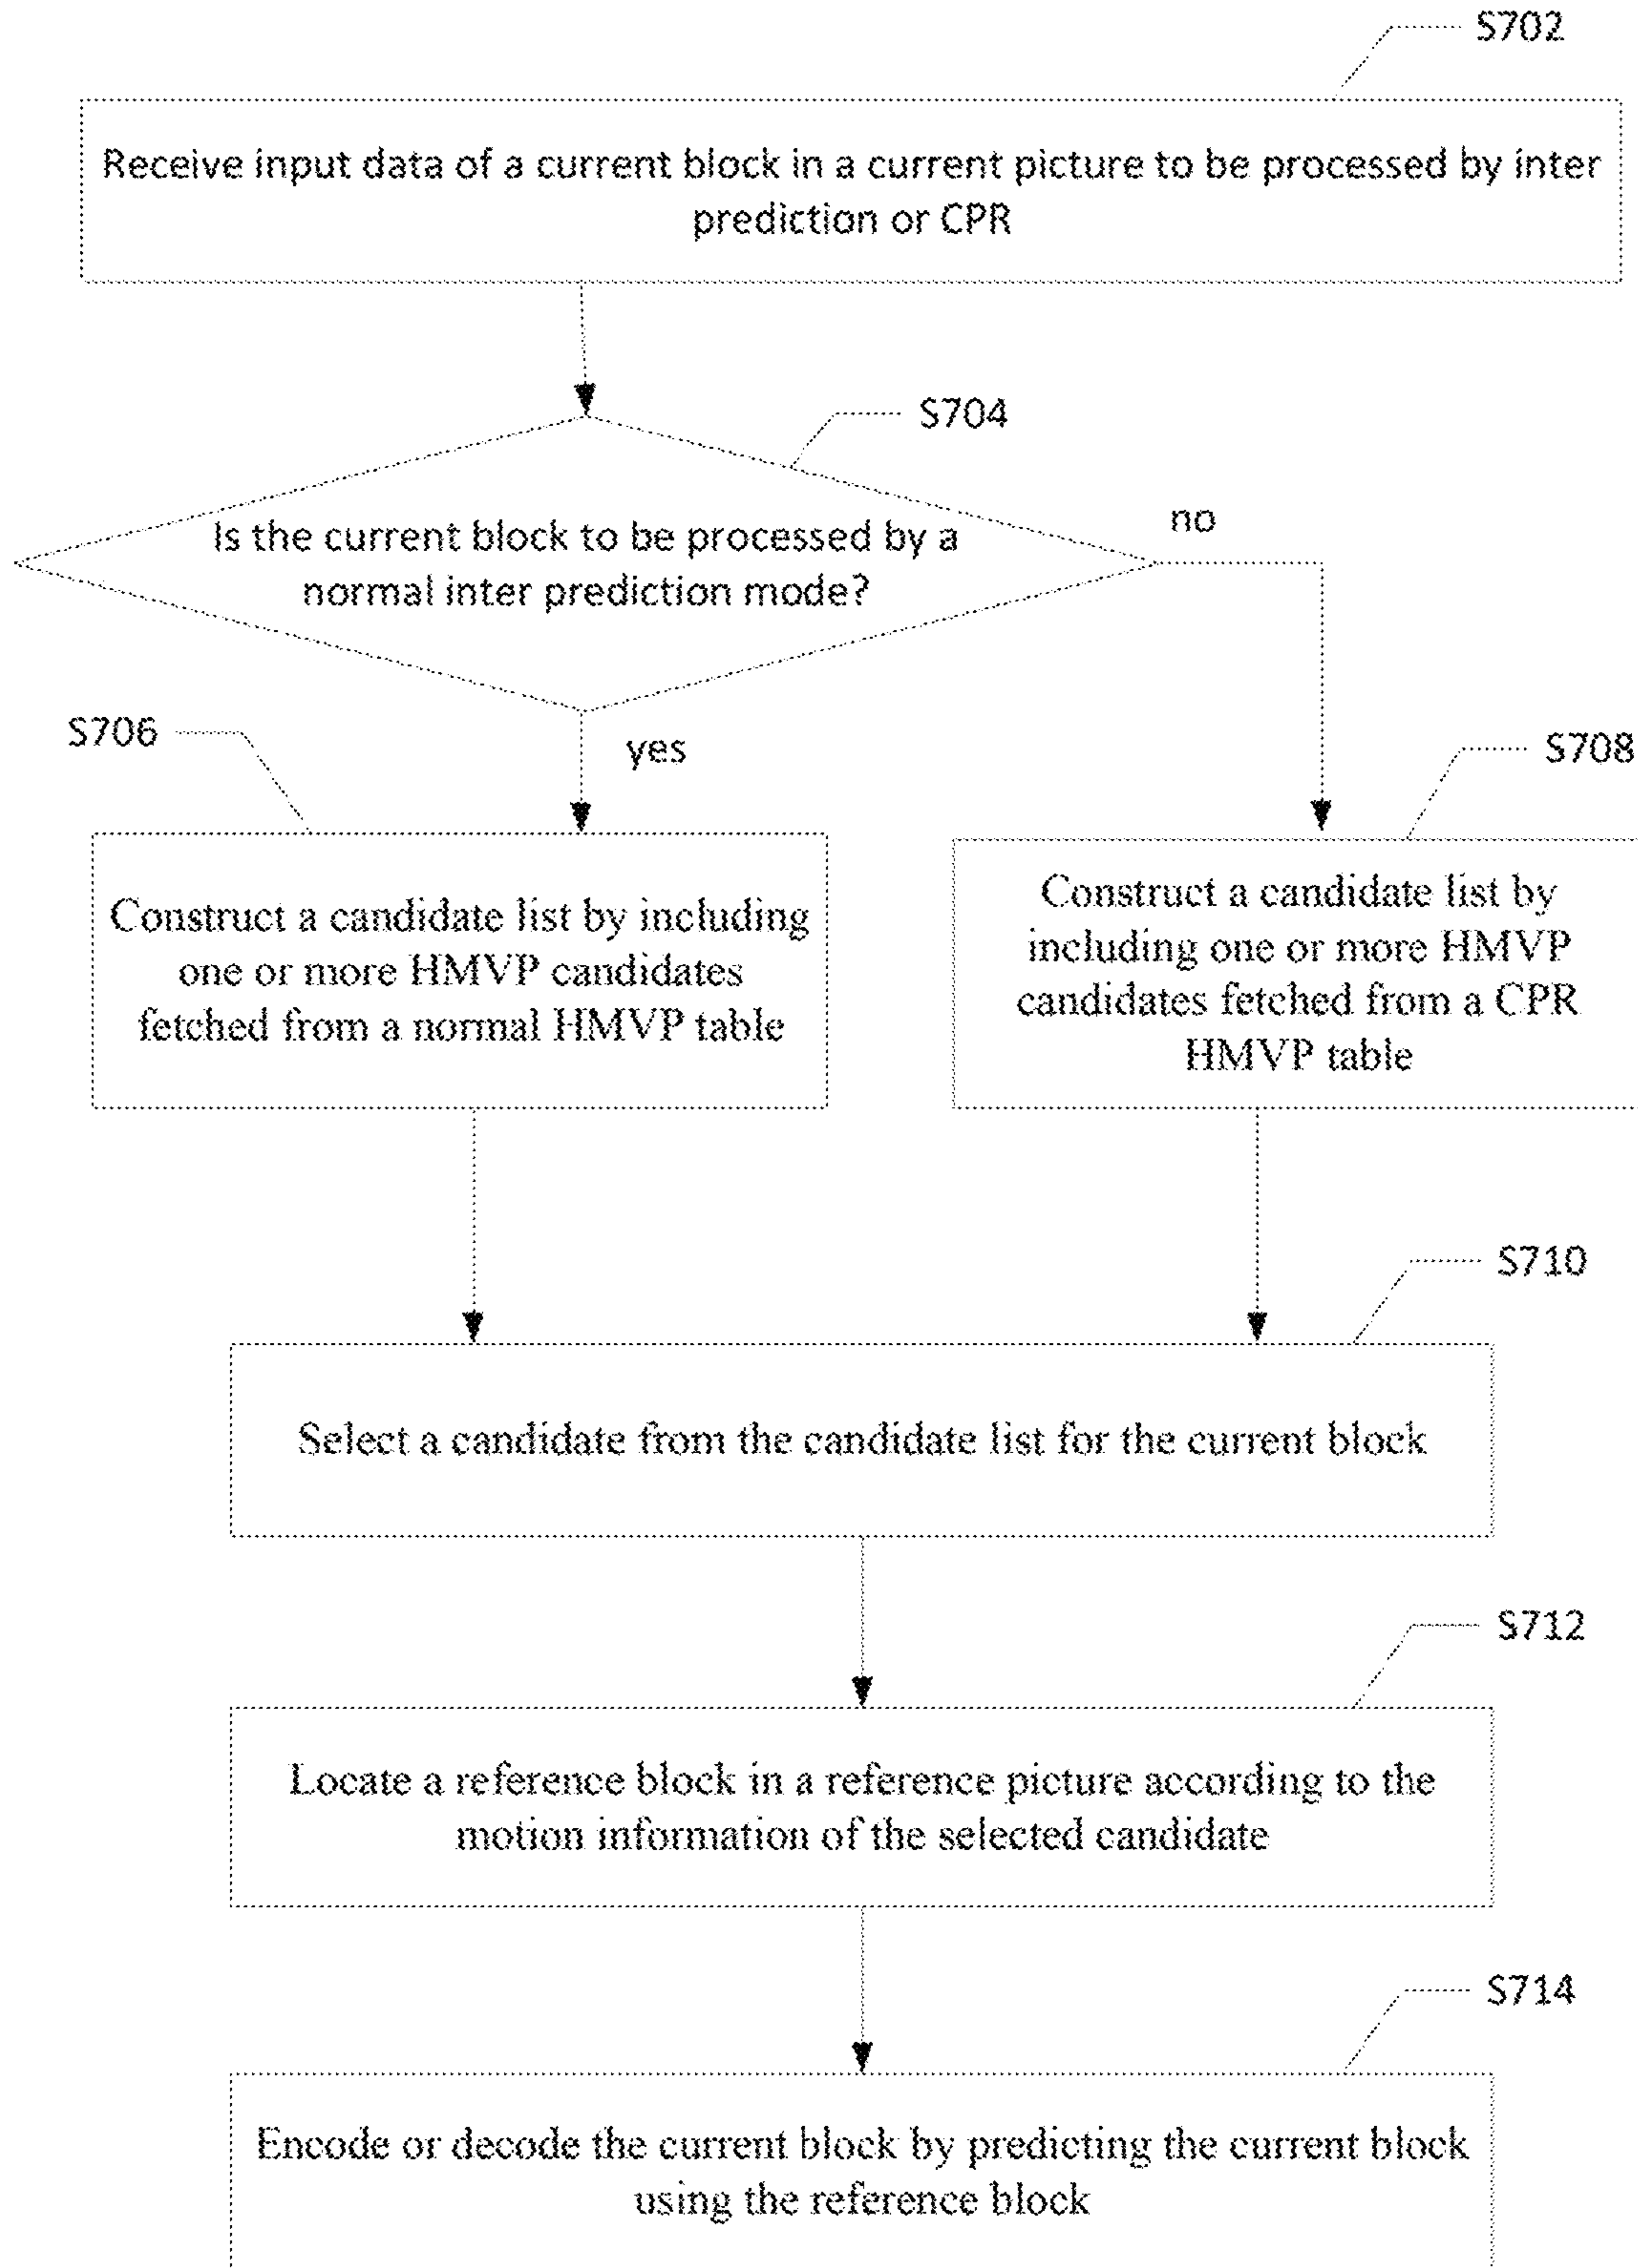 S702
Receive input data of a current block in a current picture to be processed by inter
prediction or CPR
S704
Is the current block to be processed by a
normal inter prediction mode?
no
yes
S706
S708
Construct a candidate list by including
one or more HMVP candidates
fetched from a normal HMVP table
Construct a candidate list by
including one or more HMVP
candidates fetched from a CPR
HMVP table
S710
Select a candidate from the candidate list for the current block
S712
Locate a reference block in a reference picture according to the
motion information of the selected candidate
S714
Encode or decode the current block by predicting the current block
using the reference block